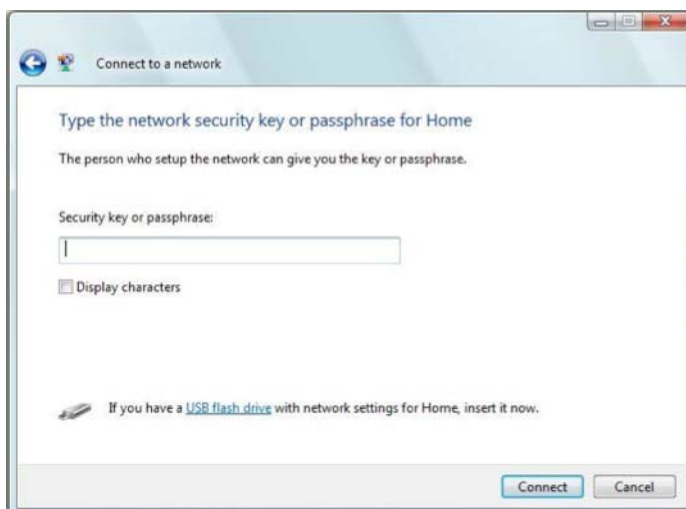 Connect to a network
Type the network security key or passphrase for Home
The person who setup the network can give you the key or passphrase.
Security key or passphrase:
Display characters
If you have a USB flash drive with network settings for Home, insert it now.
Connect Cancel